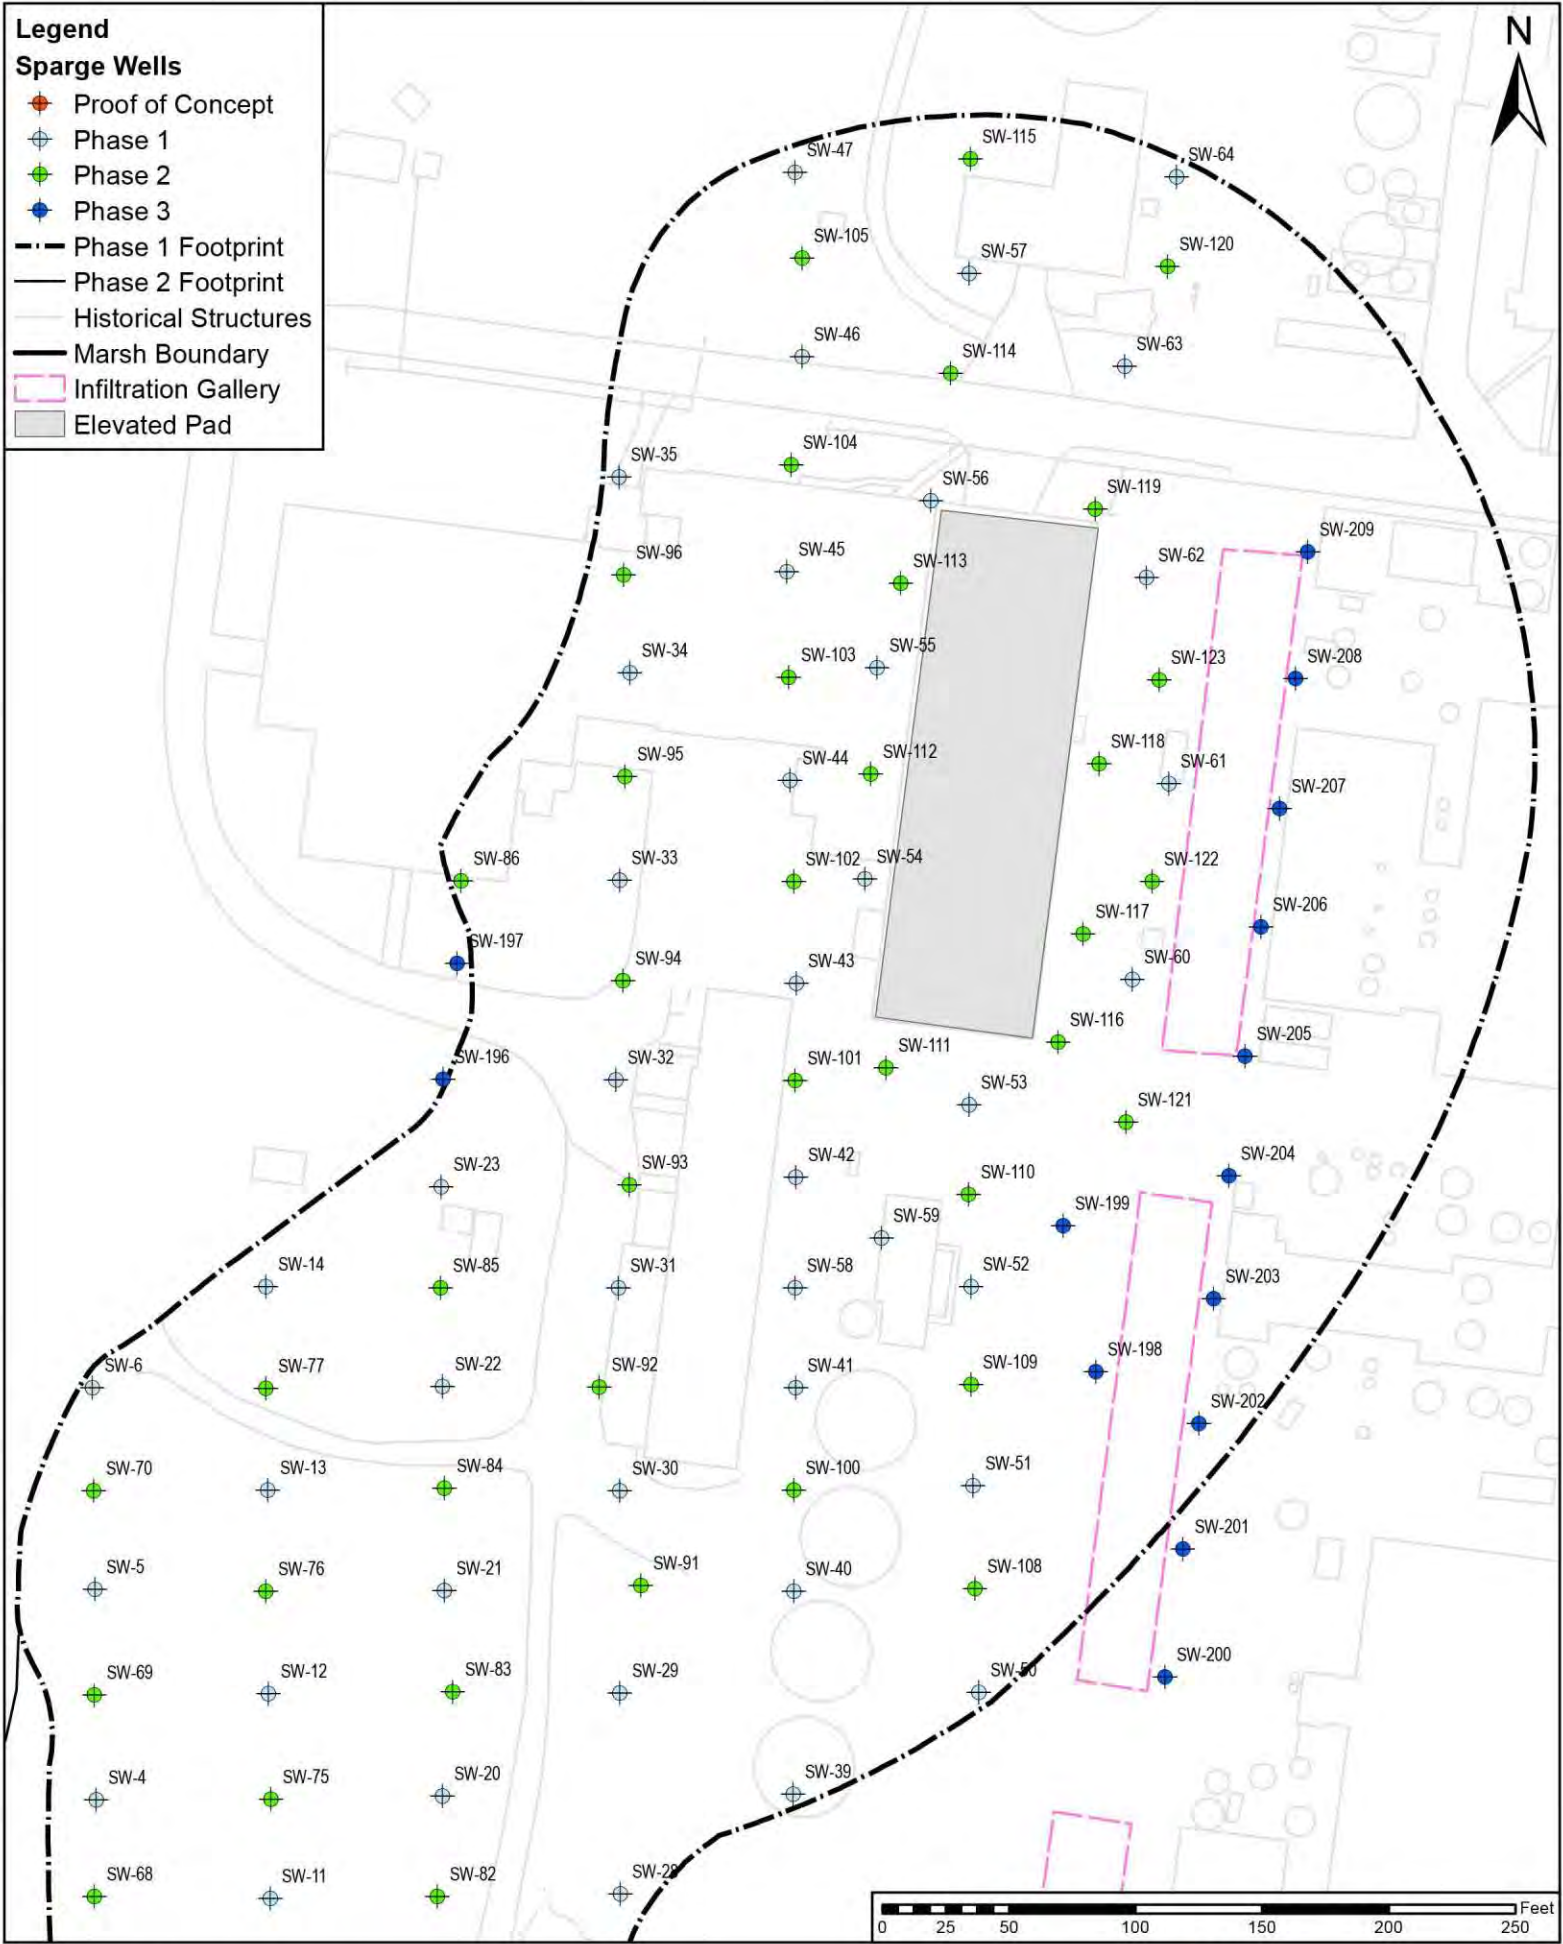 Legend
Sparge Wells
Proof of Concept
Phase 1
Phase 2
Phase 3
Phase 1 Footprint
Phase 2 Footprint
Historical Structures
Marsh Boundary
Infiltration Gallery
Elevated Pad
N
SW-115
SW-47
SW-64
SW-105
SW-57
SW-120
SW-46
SW-114
SW-63
SW-35
SW-104
SW-56
SW-119
SW-209
SW-96
SW-45
SW-113
SW-62
SW-34
SW-103
SW-55
SW-123
SW-208
SW-95
SW-44
SW-112
SW-118
SW-61
SW-207
SW-86
SW-33
SW-102
SW-54
SW-122
SW-206
SW-117
SW-197
SW-94
SW-43
SW-60
SW-116
SW-205
SW-196
SW-32
SW-101
SW-111
SW-53
SW-121
SW-23
SW-93
SW-42
SW-110
SW-204
SW-199
SW-59
SW-14
SW-85
SW-31
SW-58
SW-52
SW-203
SW-6
SW-77
SW-22
SW-92
SW-41
SW-109
SW-198
SW-202
SW-70
SW-13
SW-84
SW-30
SW-100
SW-51
SW-201
SW-5
SW-76
SW-21
SW-91
SW-40
SW-108
SW-69
SW-12
SW-83
SW-29
SW-50
SW-200
SW-4
SW-75
SW-20
SW-39
SW-68
SW-11
SW-82
SW-28
Feet
0 25 50 100 150 200 250